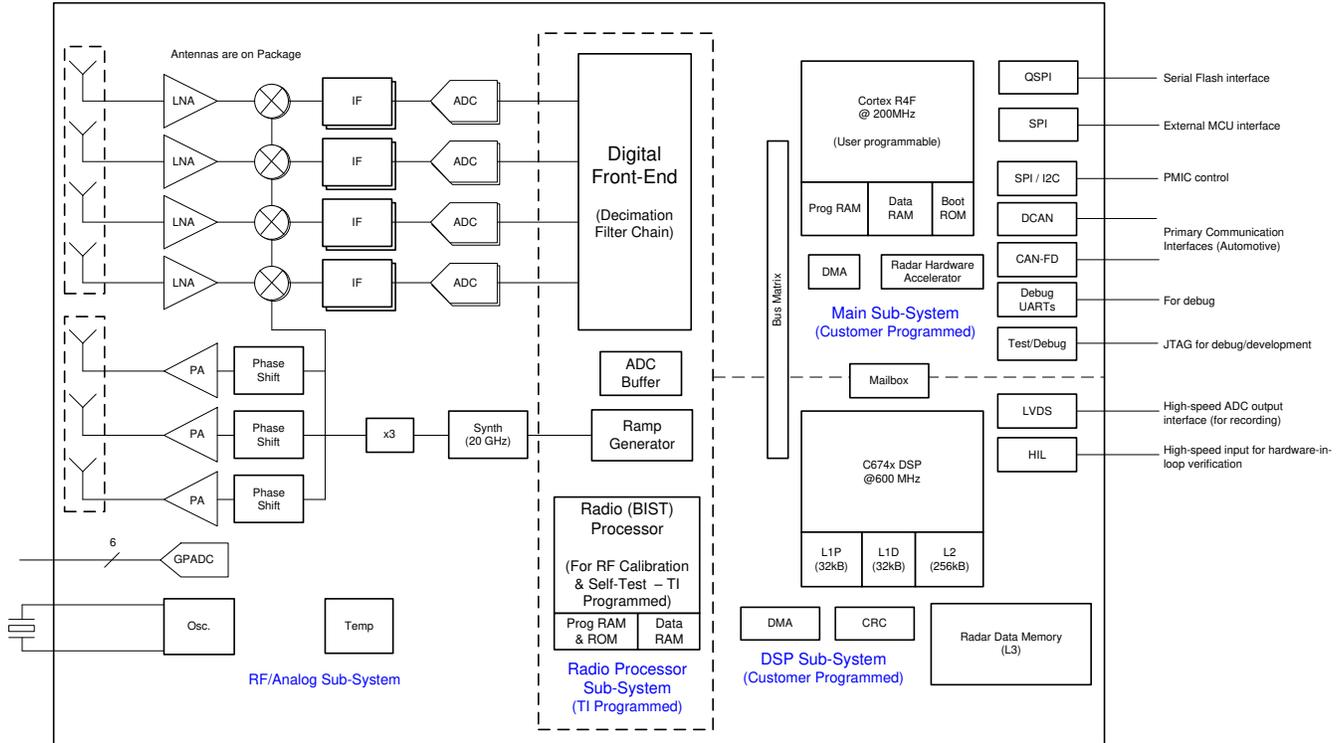 Antennas are on Package
LNA
IF
ADC
LNA
IF
ADC
LNA
IF
ADC
LNA
IF
ADC
PA
Phase
Shift
PA
Phase
Shift
PA
Phase
Shift
x3
Synth
(20 GHz)
6
GPADC
Osc.
Temp
RF/Analog Sub-System
Digital
Front-End
(Decimation
Filter Chain)
ADC
Buffer
Ramp
Generator
Radio (BIST)
Processor
(For RF Calibration
& Self-Test – TI
Programmed)
Prog RAM
& ROM
Data
RAM
Radio Processor
Sub-System
(TI Programmed)
Bus Matrix
Cortex R4F
@ 200MHz
(User programmable)
Prog RAM
Data
RAM
Boot
ROM
DMA
Radar Hardware
Accelerator
Main Sub-System
(Customer Programmed)
Mailbox
C674x DSP
@600 MHz
L1P
(32kB)
L1D
(32kB)
L2
(256kB)
DMA
CRC
Radar Data Memory
(L3)
DSP Sub-System
(Customer Programmed)
QSPI
Serial Flash interface
SPI
External MCU interface
SPI / I2C
PMIC control
DCAN
Primary Communication
Interfaces (Automotive)
CAN-FD
Debug
UARTs
For debug
Test/Debug
JTAG for debug/development
LVDS
High-speed ADC output
interface (for recording)
HIL
High-speed input for hardware-in-
loop verification